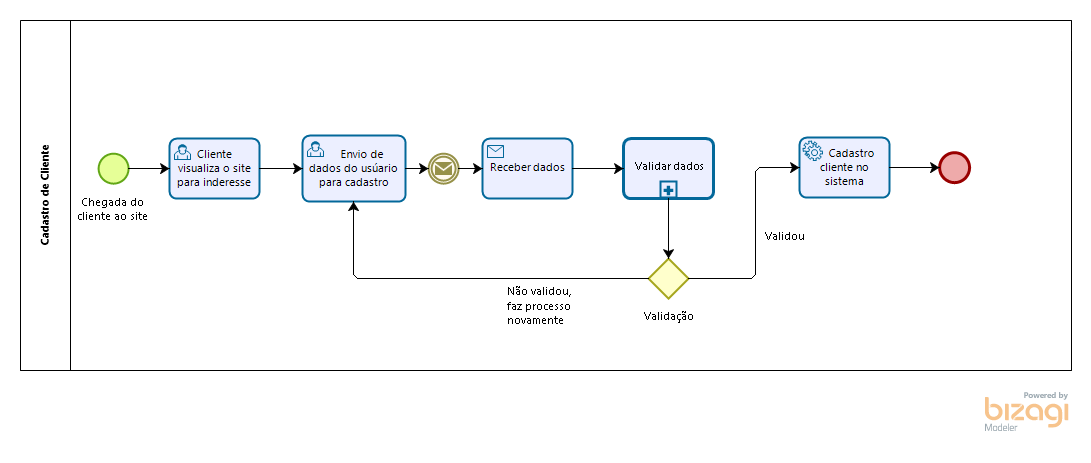 Cadastro de Cliente
Chegada do
cliente ao site
Cliente
visualiza o site
para inderesse
Envio de
dados do usúario
para cadastro
Receber dados
Validar dados
Cadastro
cliente no
sistema
Validou
Não validou,
faz processo
novamente
Validação
Powered by
bizagi
Modeler